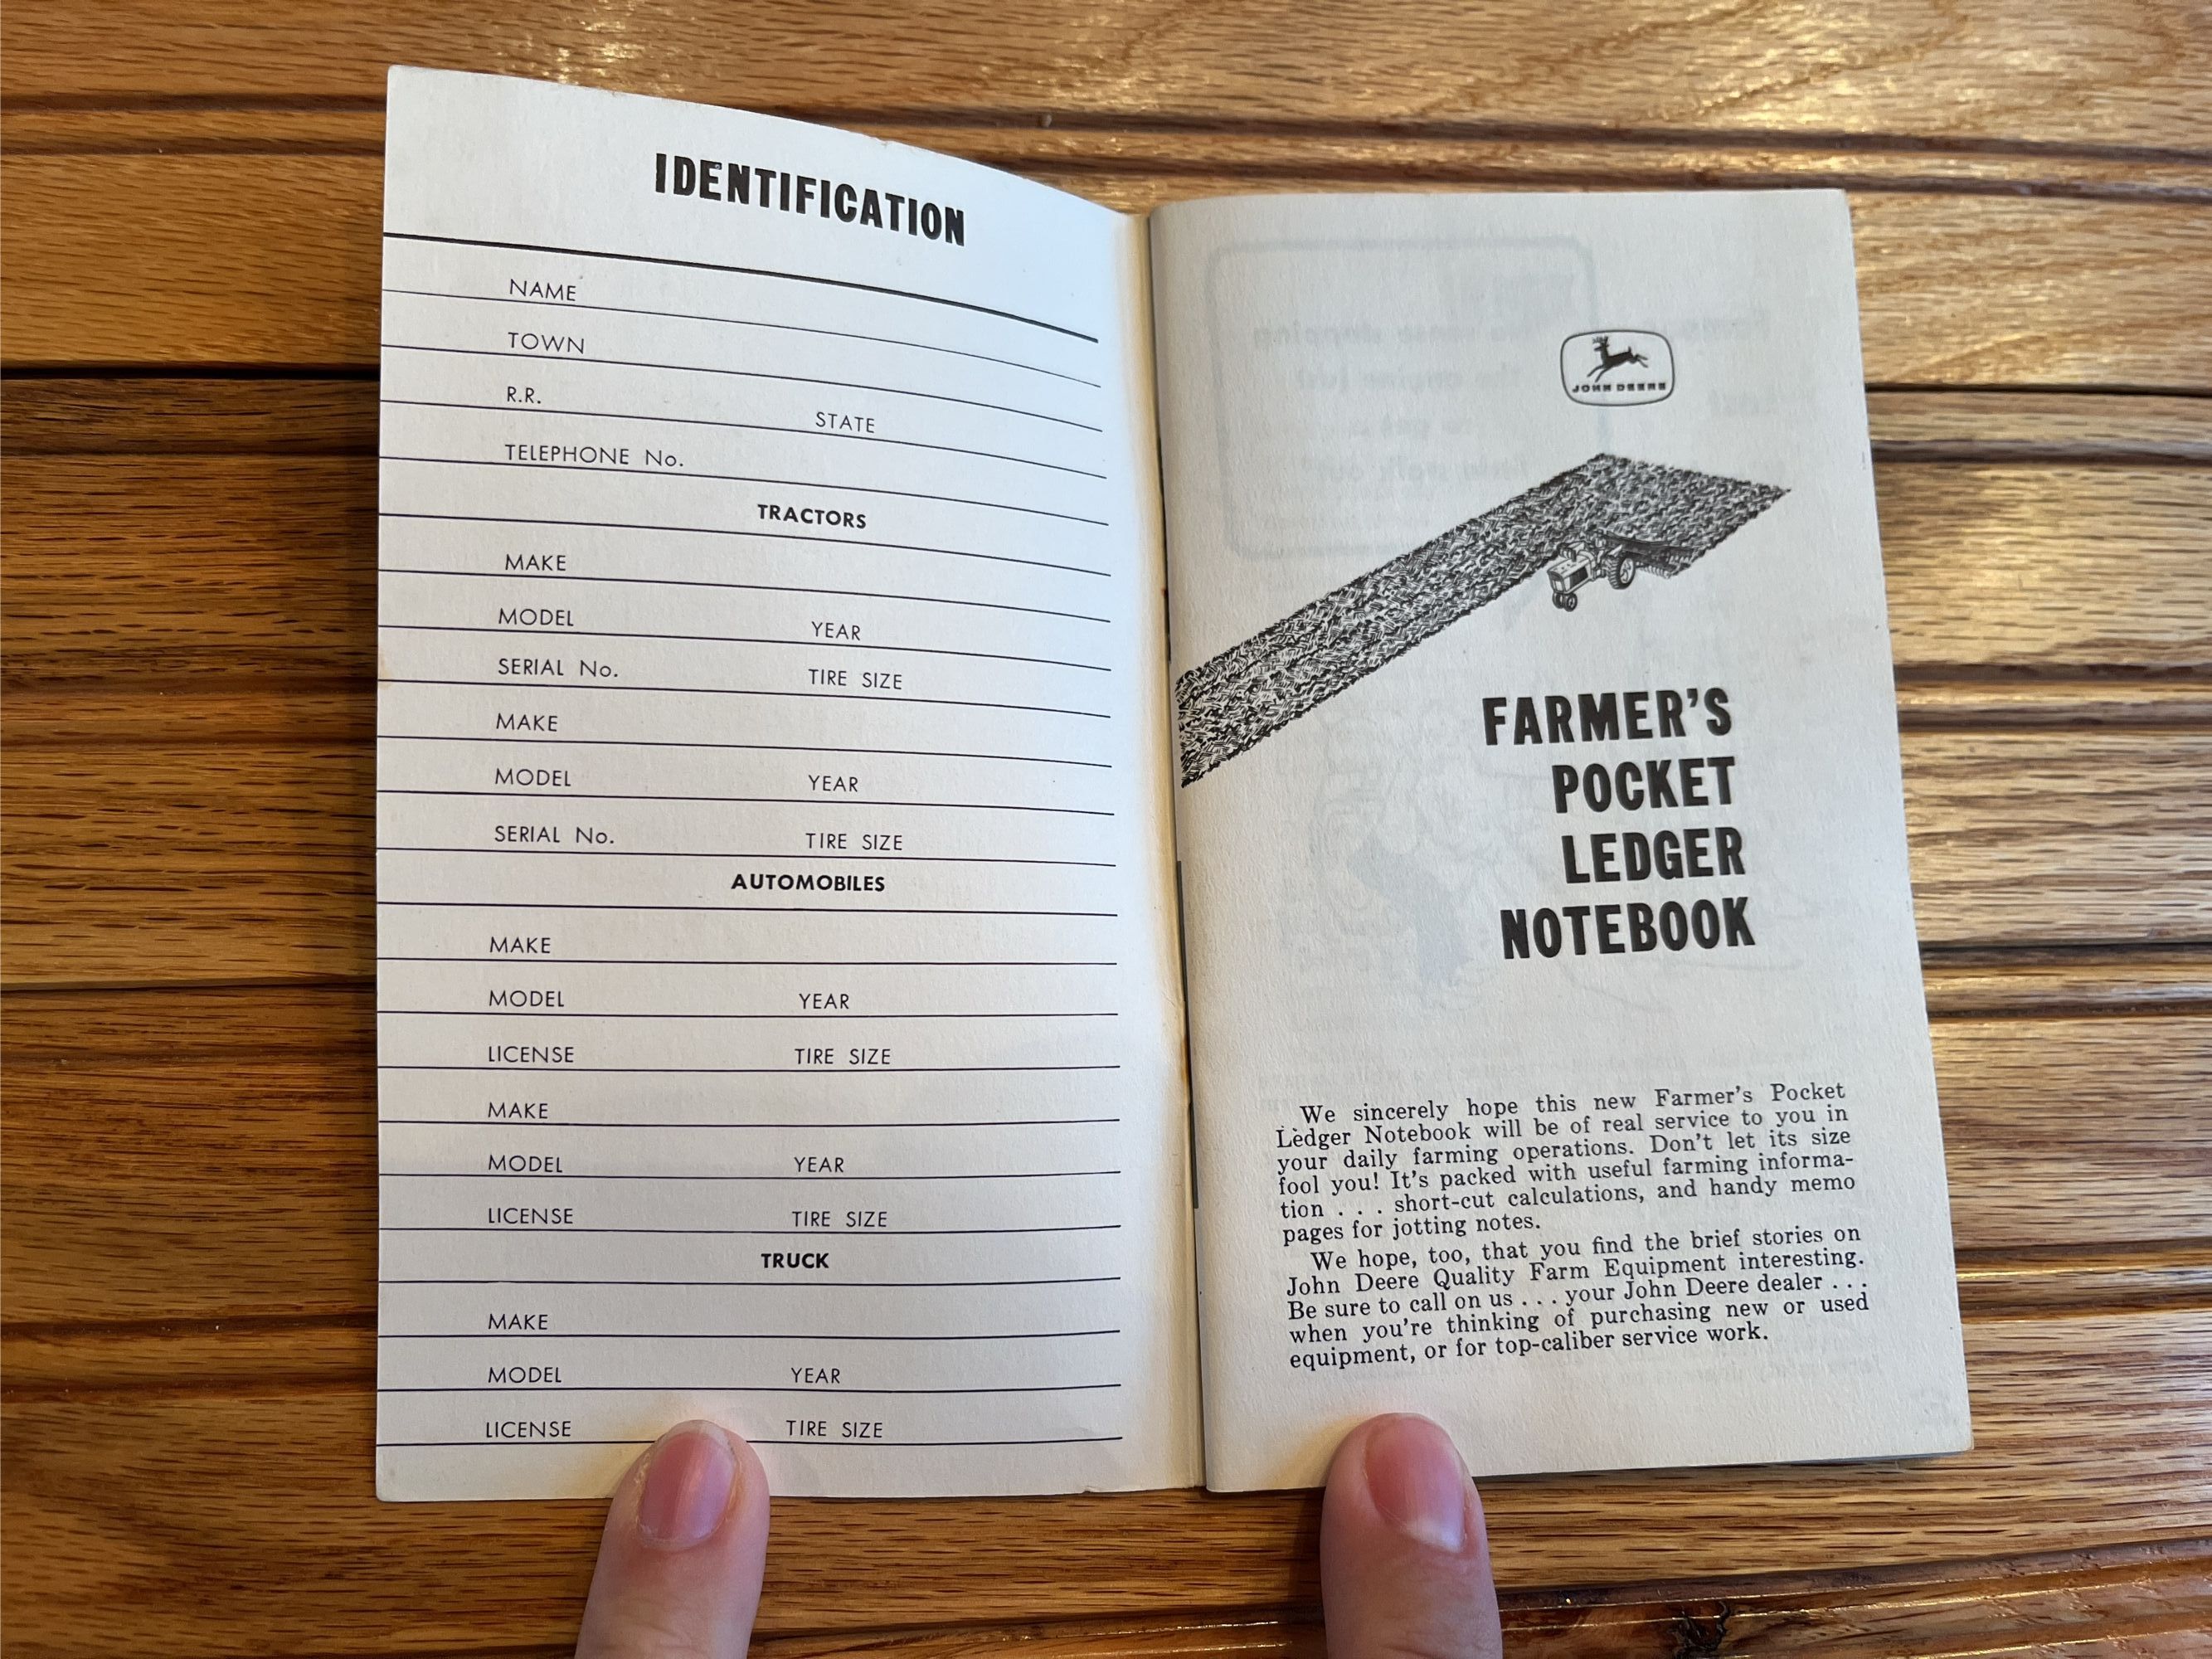 IDENTIFICATION
NAME
TOWN
R.R. STATE
TELEPHONE No.
TRACTORS
MAKE
MODEL YEAR
SERIAL No. TIRE SIZE
MAKE
MODEL YEAR
SERIAL No. TIRE SIZE
AUTOMOBILES
MAKE
MODEL YEAR
LICENSE TIRE SIZE
MAKE
MODEL YEAR
LICENSE TIRE SIZE
TRUCK
MAKE
MODEL YEAR
LICENSE TIRE SIZE
JOHN DEERE
FARMER'S
POCKET
LEDGER
NOTEBOOK
We sincerely hope this new Farmer's Pocket
Ledger Notebook will be of real service to you in
your daily farming operations. Don't let its size
fool you! It's packed with useful farming informa-
tion . . . short-cut calculations, and handy memo
pages for jotting notes.
We hope, too, that you find the brief stories on
John Deere Quality Farm Equipment interesting.
Be sure to call on us . . . your John Deere dealer . . .
when you're thinking of purchasing new or used
equipment, or for top-caliber service work.